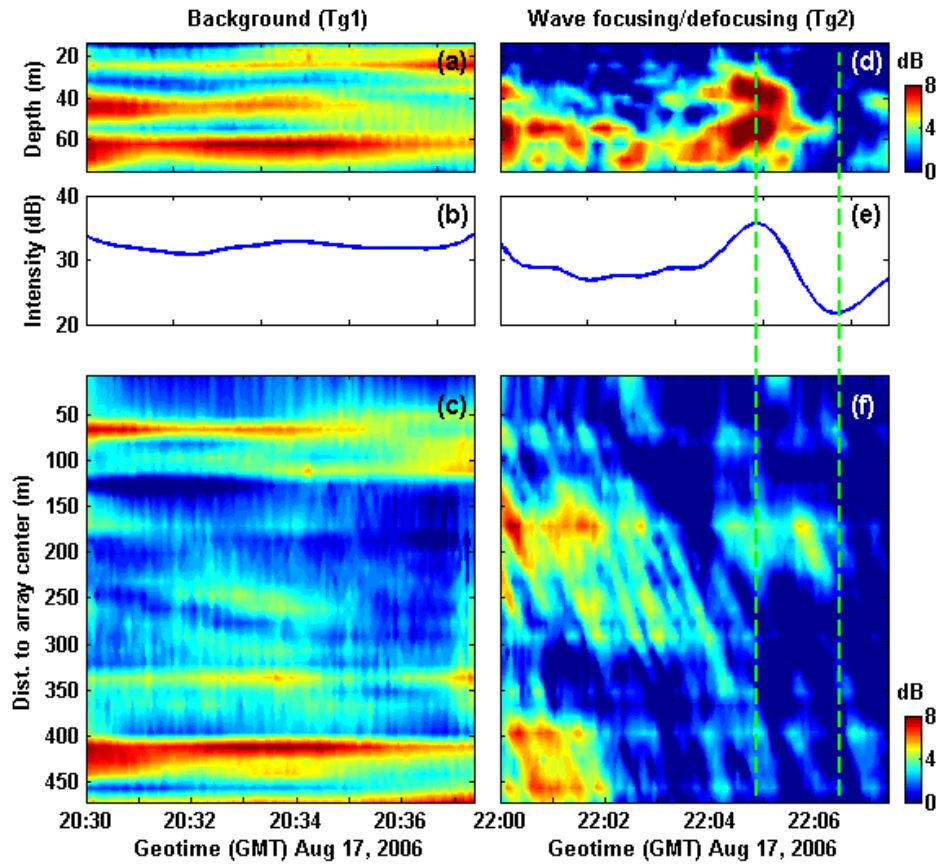 Background (Tg1)
Wave focusing/defocusing (Tg2)
20
40
60
Depth (m)
(a)
(d)
dB
8
4
0
40
30
20
Intensity (dB)
(b)
(e)
50
100
150
200
250
300
350
400
450
Dist. to array center (m)
(c)
(f)
dB
8
4
0
20:30 20:32 20:34 20:36
22:00 22:02 22:04 22:06
Geotime (GMT) Aug 17, 2006
Geotime (GMT) Aug 17, 2006